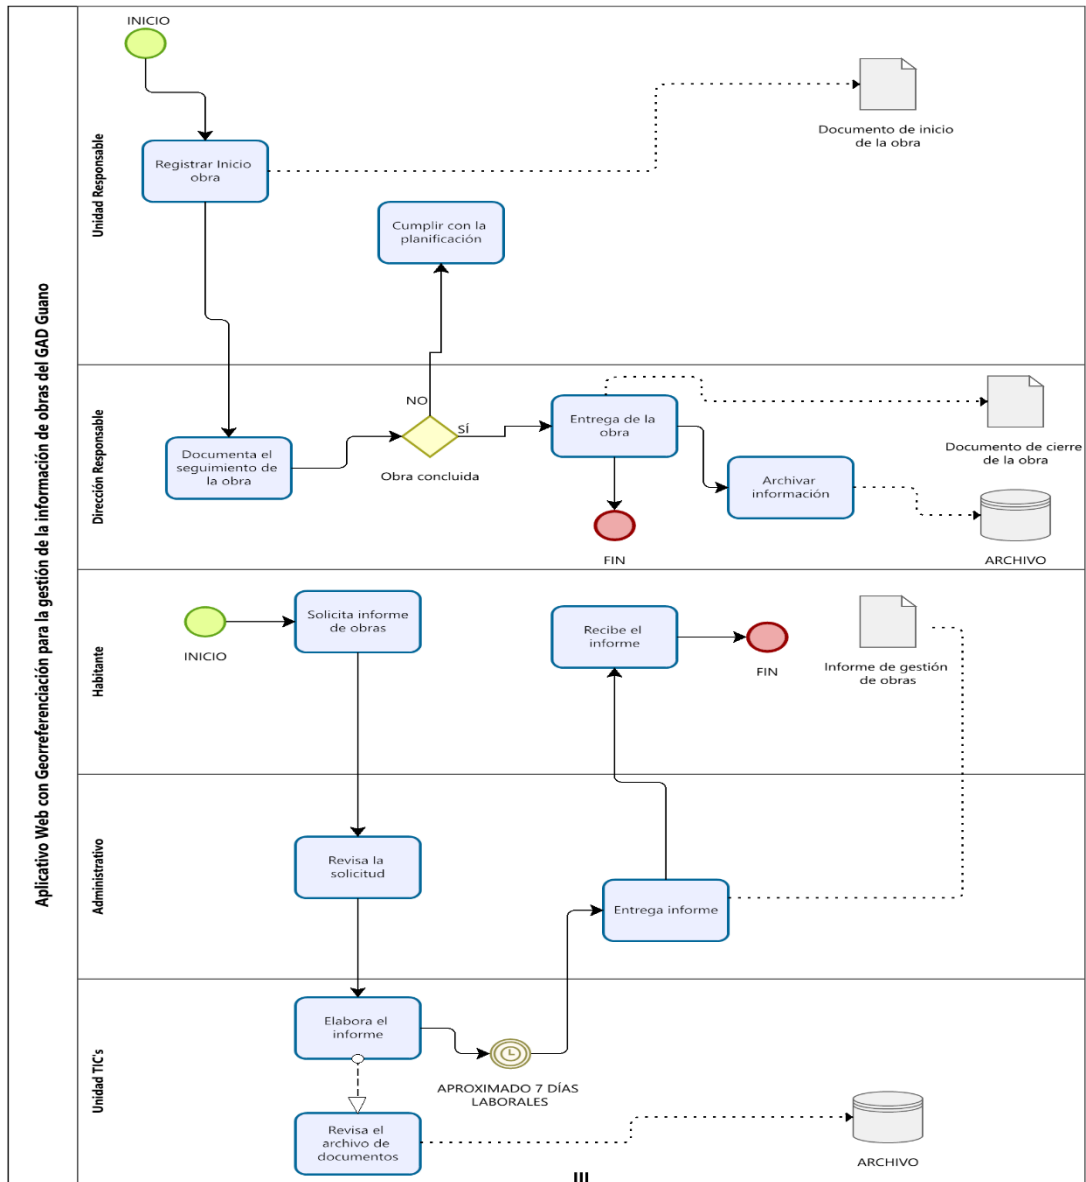 Aplicativo Web con Georreferenciación para la gestión de la información de obras del GAD Guano
Unidad Responsable
INICIO
Registrar Inicio
obra
Documento de inicio
de la obra
Cumplir con la
planificación
Dirección Responsable
NO
SÍ
Obra concluida
Documenta el
seguimiento de
la obra
Entrega de la
obra
Documento de cierre
de la obra
Archivar
información
FIN
ARCHIVO
Habitante
INICIO
Solicita informe
de obras
Recibe el
informe
FIN
Informe de gestión
de obras
Administrativo
Revisa la
solicitud
Entrega informe
Unidad TIC's
Elabora el
informe
APROXIMADO 7 DÍAS
LABORALES
Revisa el
archivo de
documentos
ARCHIVO
III